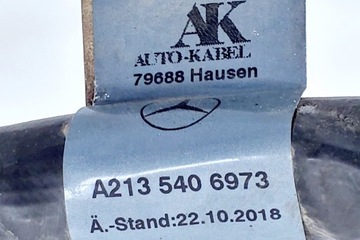 AK
AUTO-KABEL
79688 Hausen
A213 540 6973
Ä.-Stand:22.10.2018